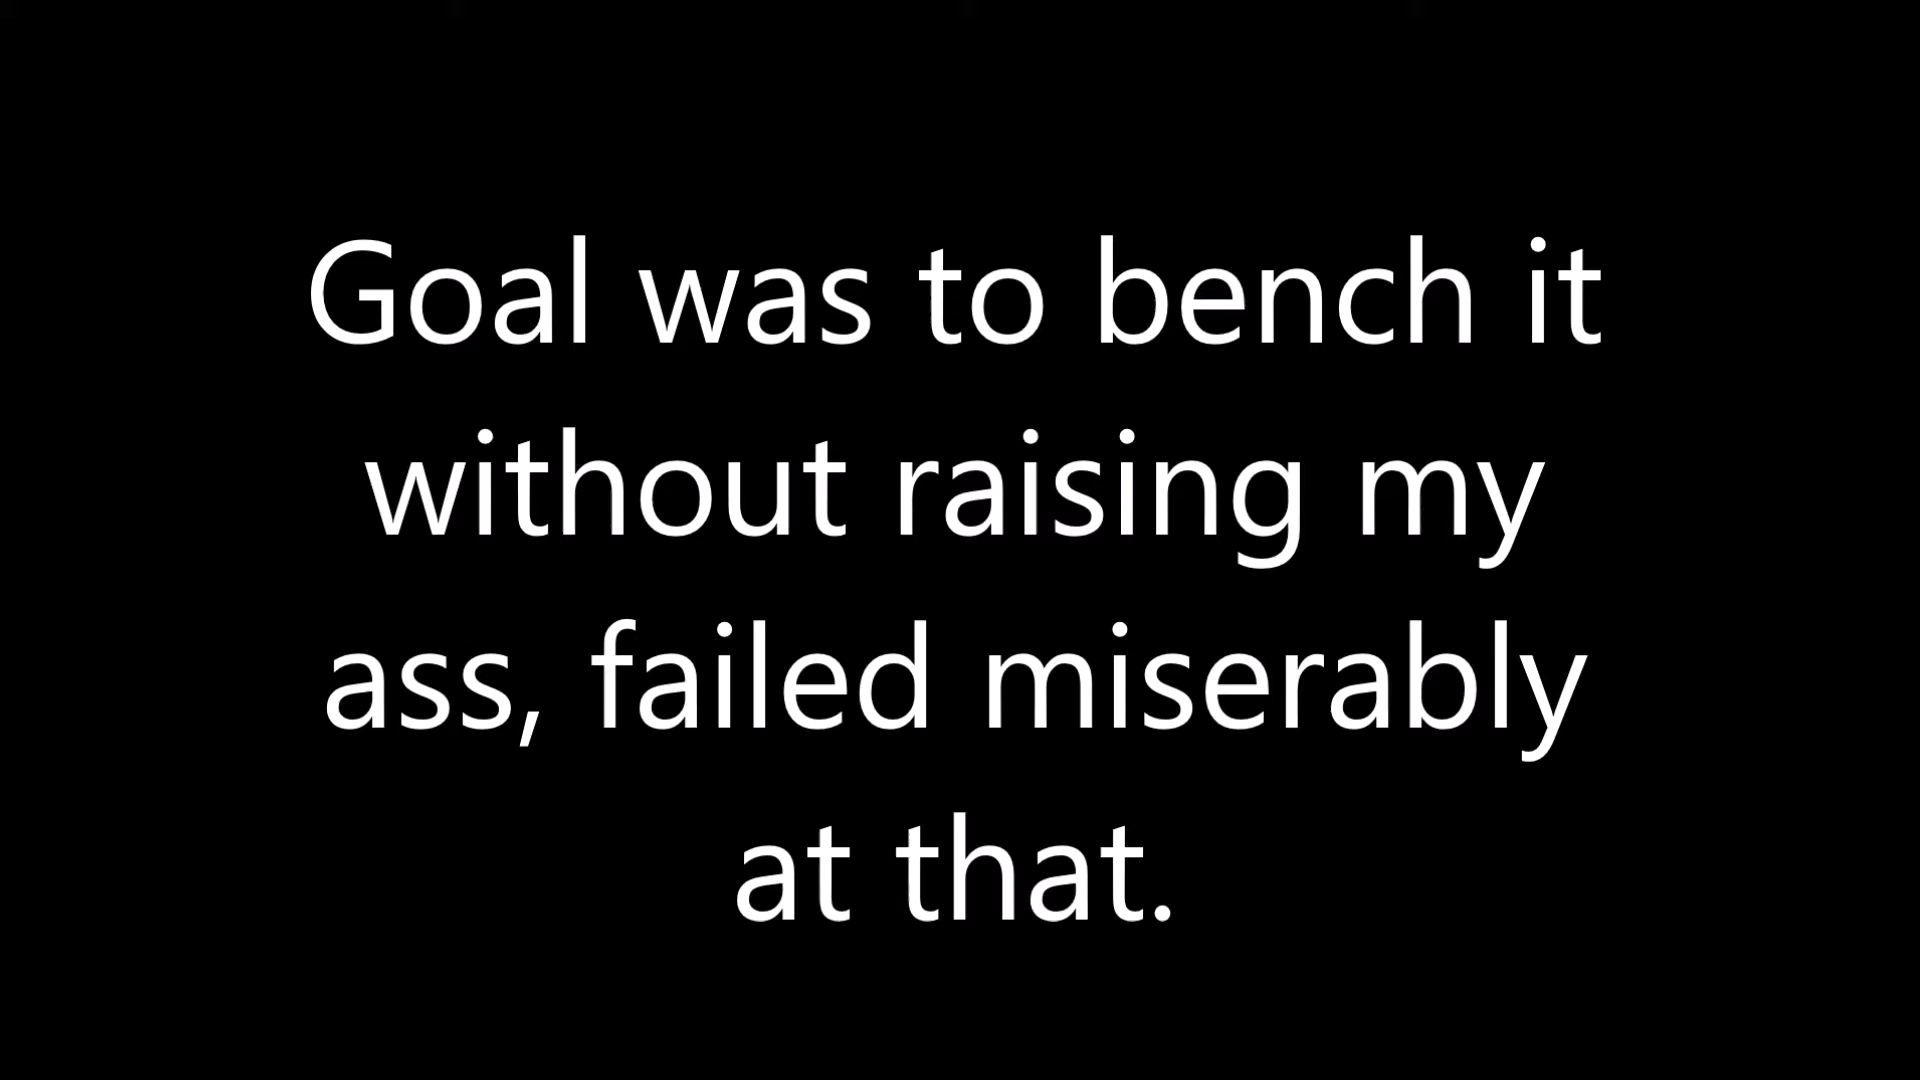 Goal was to bench it
without raising my
ass, failed miserably
at that.